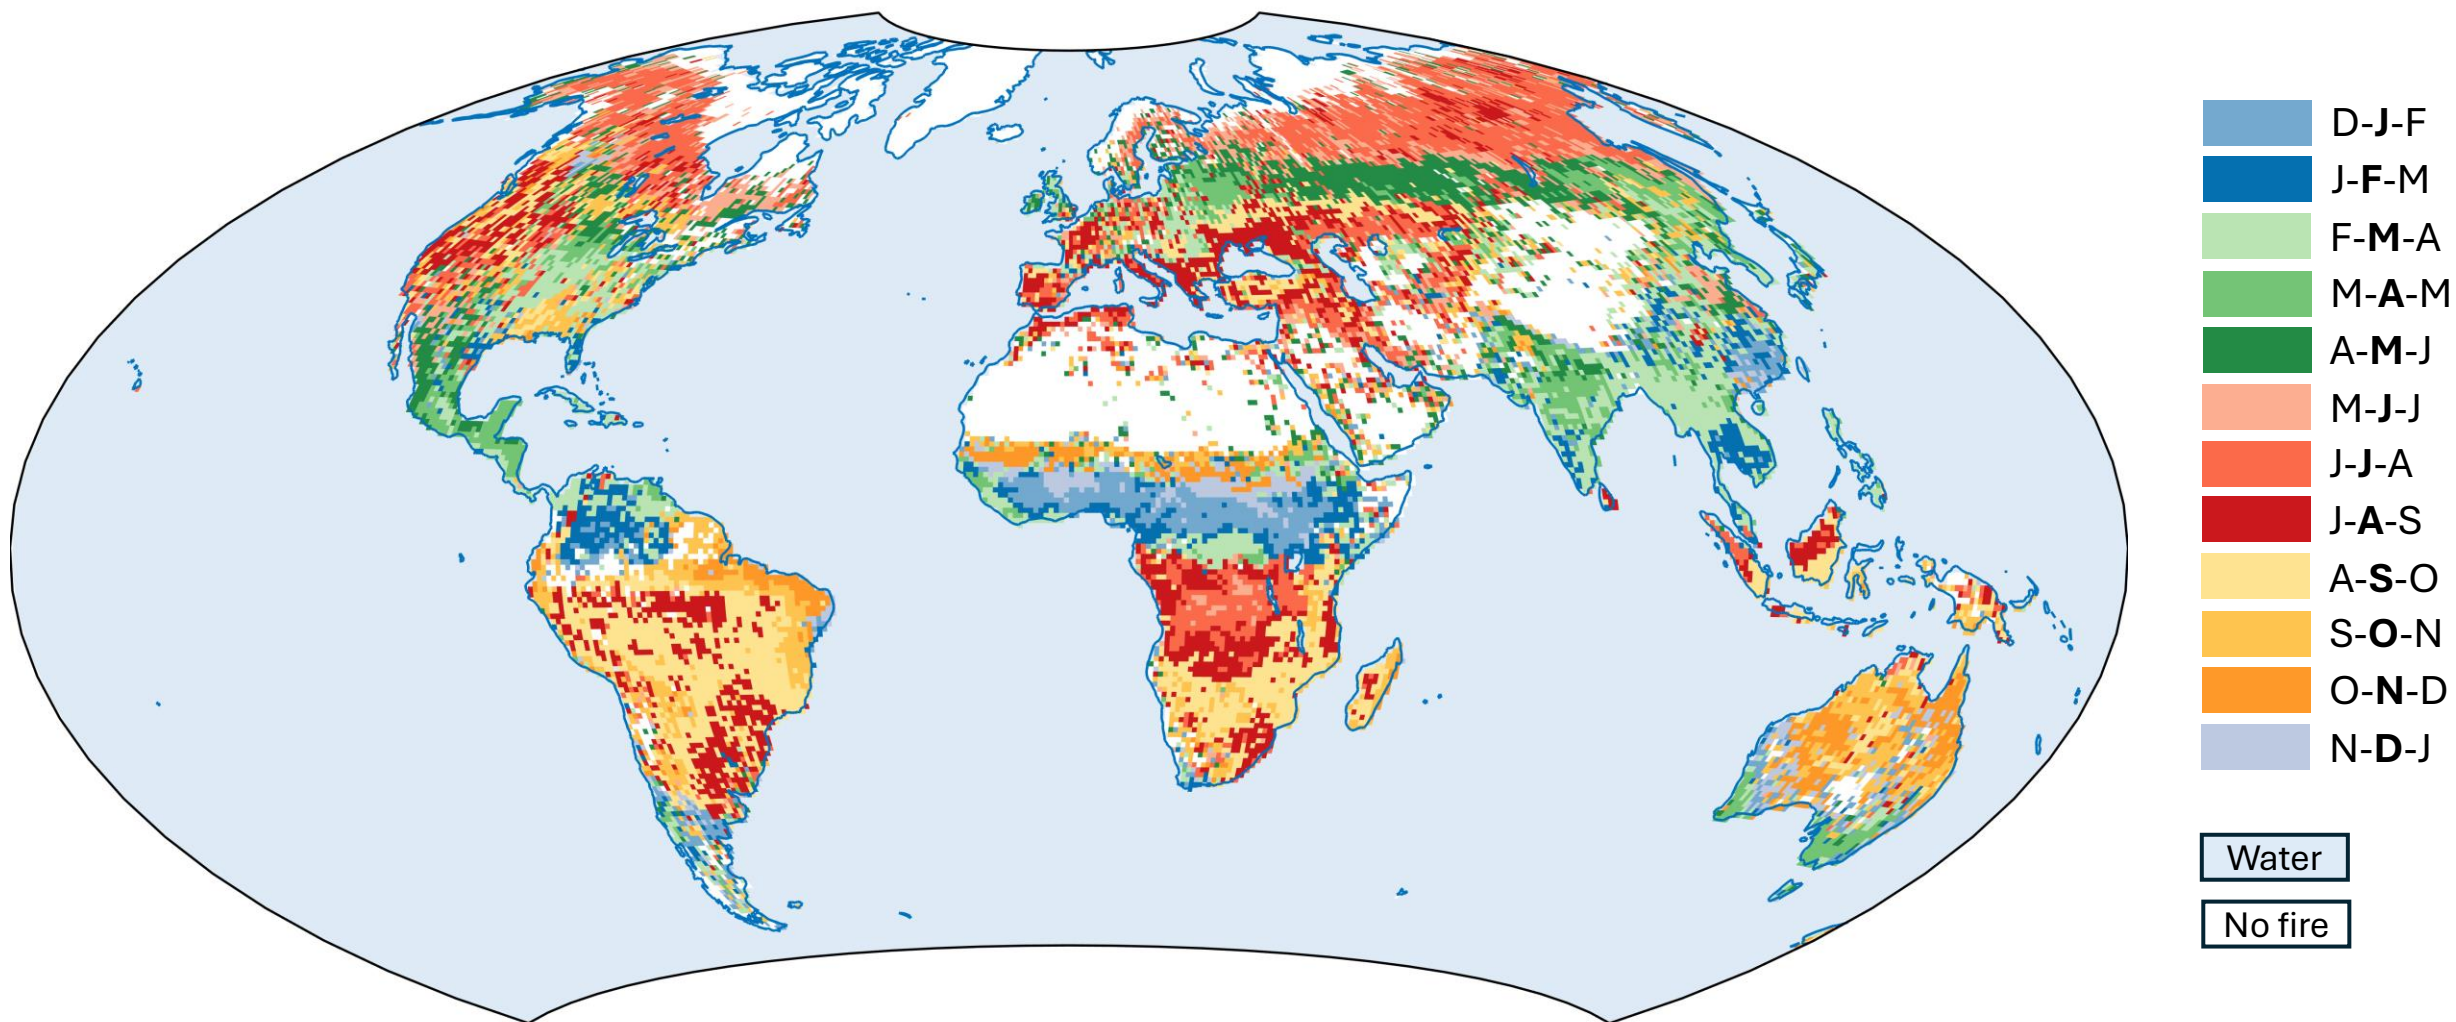 D-J-F
J-F-M
F-M-A
M-A-M
A-M-J
M-J-J
J-J-A
J-A-S
A-S-O
S-O-N
O-N-D
N-D-J
Water
No fire